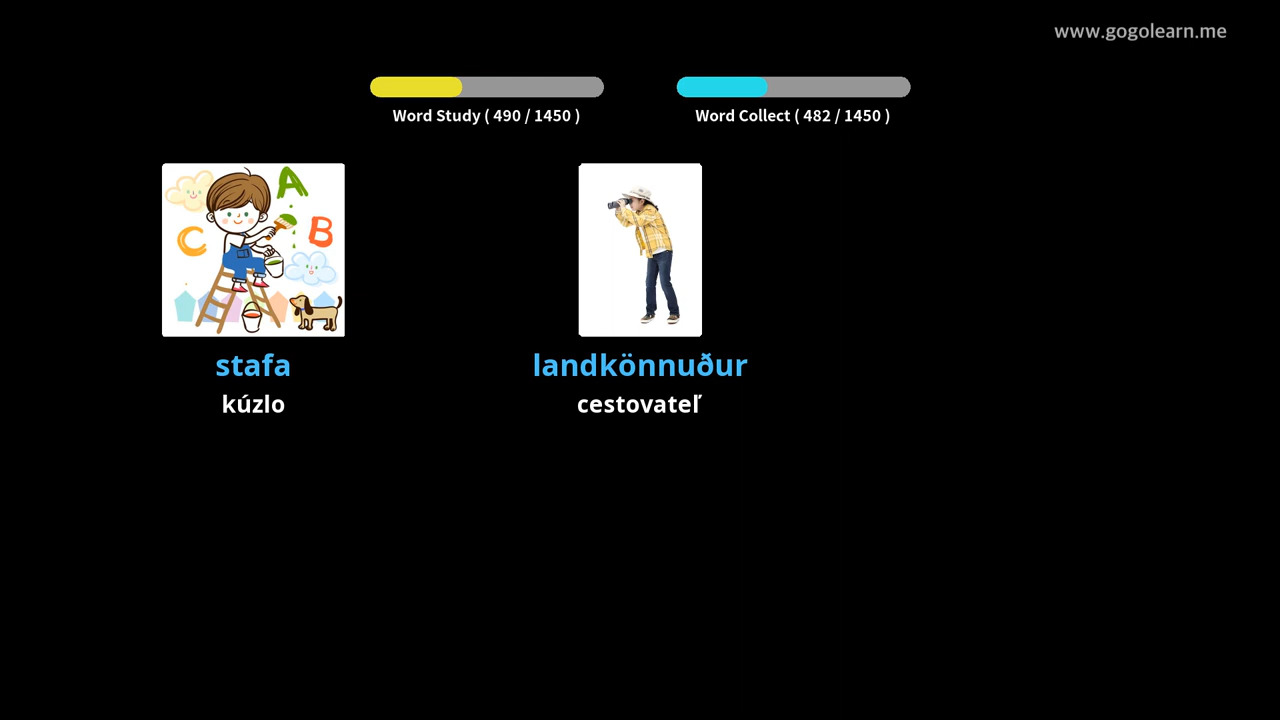 www.gogolearn.me
Word Study ( 490 / 1450 )
Word Collect ( 482 / 1450 )
A
B
C
stafa
kúzlo
landkönnuður
cestovateľ